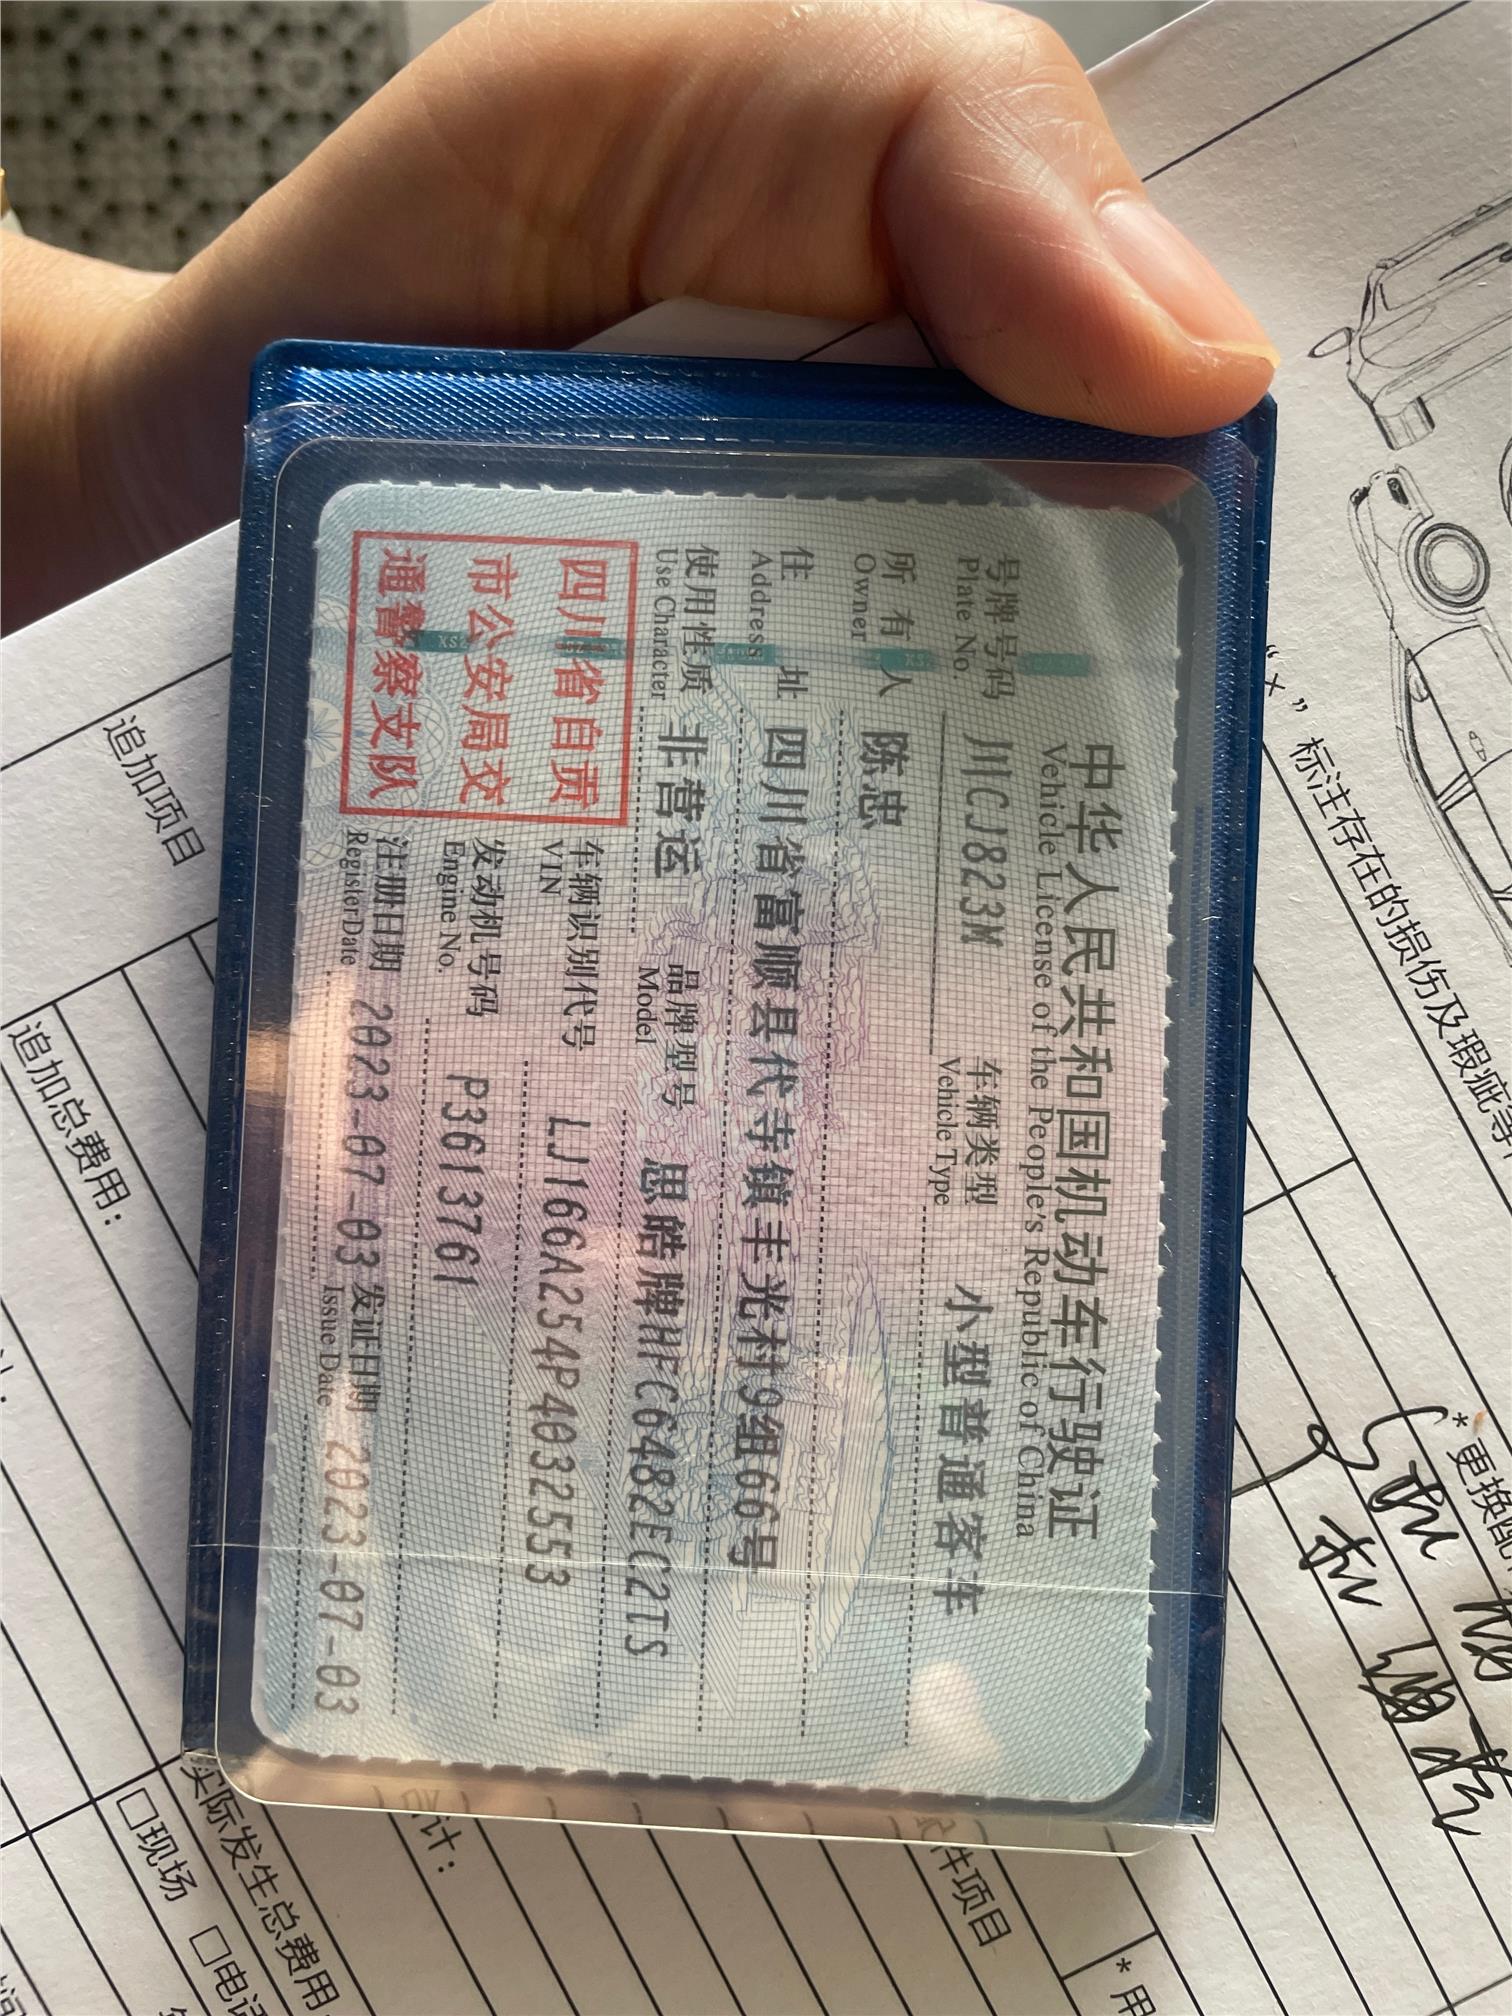 中华人民共和国机动车行驶证
Vehicle License of the People's Republic of China
号牌号码 川CJ823M 车辆类型 小型普通客车
Plate No. Vehicle Type
所有人 陈忠
Owner
住址 四川省富顺县代寺镇丰光村9组66号
Address
使用性质 非营运 品牌型号 思皓牌HFC6482EC2TS
Use Character Model
四川省自贡
市公安局交
通警察支队
车辆识别代号 LJ166A254P4032553
VIN
发动机号码 P3613761
Engine No.
注册日期 2023-07-03 发证日期 2023-07-03
Register Date Issue Date
“×”标注存在的损伤及瑕疵等
*更换配
追加项目
追加总费用：
计：
件项目
*用
实际发生总费用
□现场 □电话